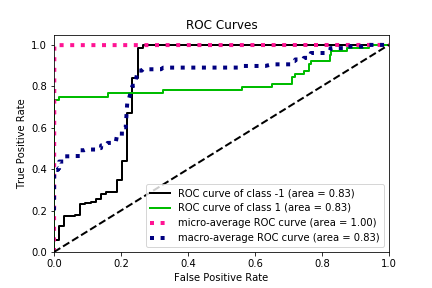 ROC Curves
True Positive Rate
1.0
0.8
0.6
0.4
0.2
0.0
ROC curve of class -1 (area = 0.83)
ROC curve of class 1 (area = 0.83)
micro-average ROC curve (area = 1.00)
macro-average ROC curve (area = 0.83)
0.0 0.2 0.4 0.6 0.8 1.0
False Positive Rate